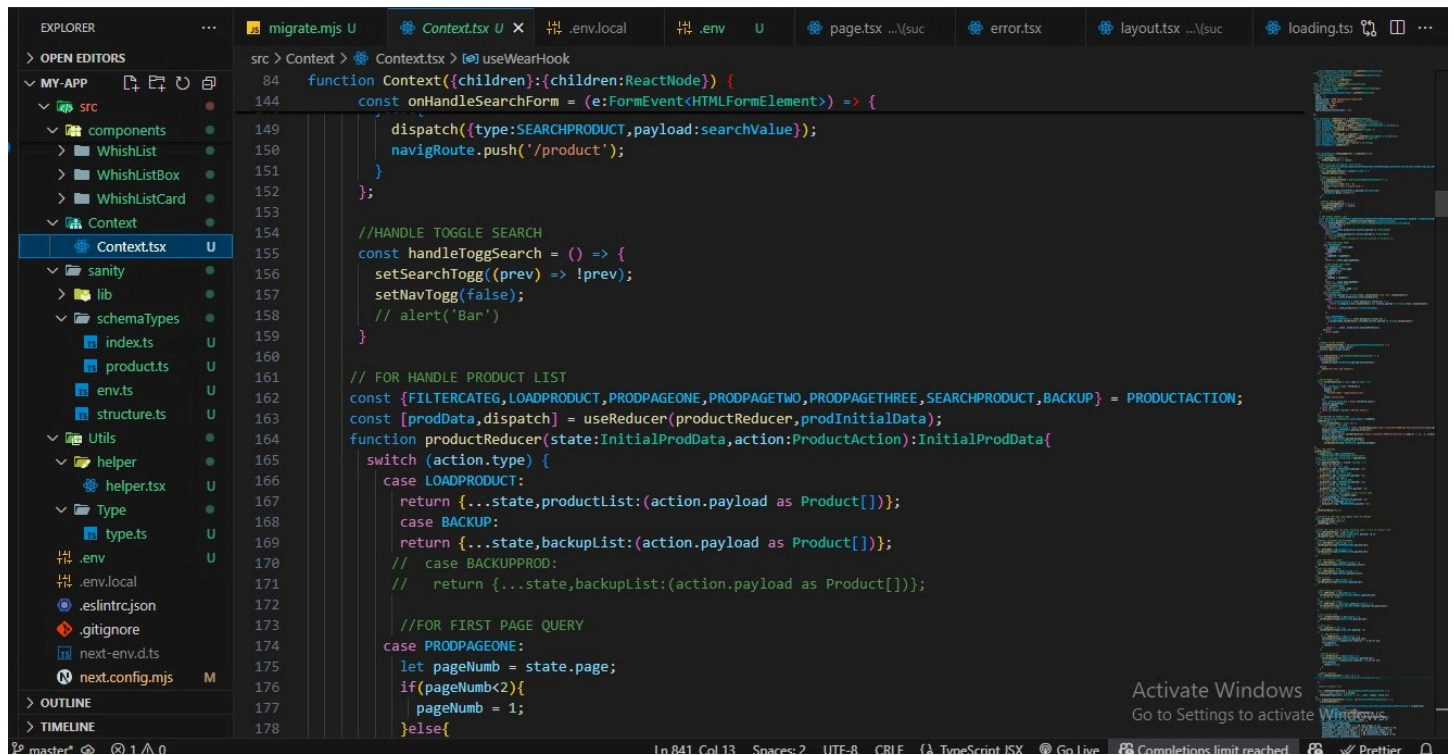 EXPLORER
OPEN EDITORS
MY-APP
src
components
WhishList
WhishListBox
WhishListCard
Context
Context.tsx U
sanity
lib
schemaTypes
index.ts U
product.ts U
env.ts U
structure.ts U
Utils
helper
helper.tsx U
Type
type.ts U
.env U
.env.local
.eslintrc.json
.gitignore
next-env.d.ts
next.config.mjs M
OUTLINE
TIMELINE
migrate.mjs U Context.tsx U .env.local .env U page.tsx ...\(suc error.tsx layout.tsx ...\(suc loading.ts
src > Context > Context.tsx > useWearHook
84 function Context({children}:{children:ReactNode}) {
144 const onHandleSearchForm = (e:FormEvent<HTMLFormElement>) => {
149 dispatch({type:SEARCHPRODUCT,payload:searchValue});
150 navigRoute.push('/product');
151 }
152 };
153
154 //HANDLE TOGGLE SEARCH
155 const handleToggSearch = () => {
156 setSearchTogg((prev) => !prev);
157 setNavTogg(false);
158 // alert('Bar')
159 }
160
161 // FOR HANDLE PRODUCT LIST
162 const {FILTERCATEG,LOADPRODUCT,PRODPAGEONE,PRODPAGETWO,PRODPAGETHREE,SEARCHPRODUCT,BACKUP} = PRODUCTACTION;
163 const [prodData,dispatch] = useReducer(productReducer,prodInitialData);
164 function productReducer(state:InitialProdData,action:ProductAction):InitialProdData{
165 switch (action.type) {
166 case LOADPRODUCT:
167 return {...state,productList:(action.payload as Product[])};
168 case BACKUP:
169 return {...state,backupList:(action.payload as Product[])};
170 // case BACKUPPROD:
171 // return {...state,backupList:(action.payload as Product[])};
172
173 //FOR FIRST PAGE QUERY
174 case PRODPAGEONE:
175 let pageNumb = state.page;
176 if(pageNumb<2){
177 pageNumb = 1;
178 }else{
Activate Windows
Go to Settings to activate Windows.
master* 1 0 Ln 841, Col 13 Spaces: 2 UTF-8 CRLF TypeScript JSX Go Live Completions limit reached Prettier